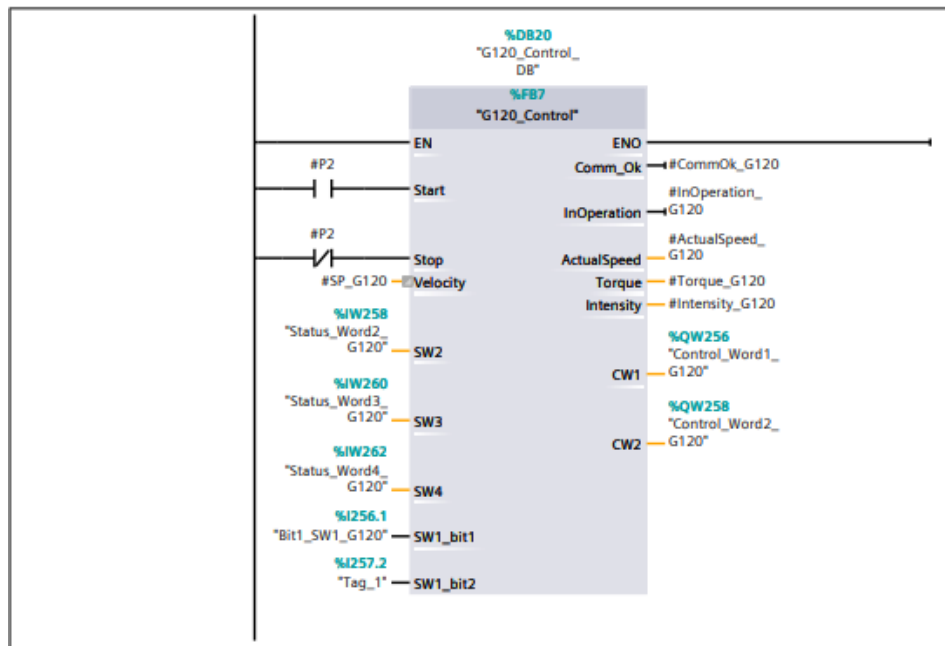 %DB20
"G120_Control_
DB"
%FB7
"G120_Control"
EN
ENO
#P2
Comm_Ok
#CommOk_G120
Start
#InOperation_
G120
InOperation
#P2
#ActualSpeed_
G120
Stop
ActualSpeed
#SP_G120
Velocity
Torque
#Torque_G120
Intensity
#Intensity_G120
%IW258
"Status_Word2_
G120"
SW2
%QW256
"Control_Word1_
G120"
CW1
%IW260
"Status_Word3_
G120"
SW3
%QW258
"Control_Word2_
G120"
CW2
%IW262
"Status_Word4_
G120"
SW4
%I256.1
"Bit1_SW1_G120"
SW1_bit1
%I257.2
"Tag_1"
SW1_bit2